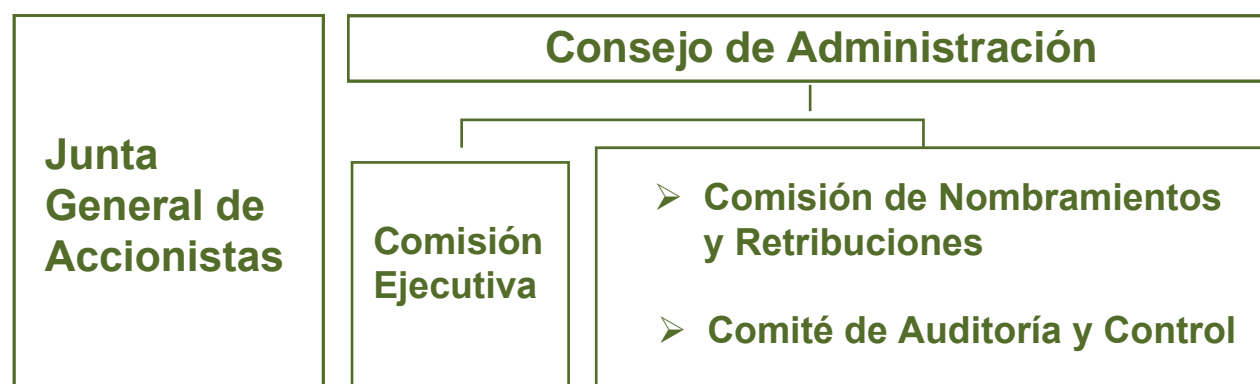 Junta
General de
Accionistas
Consejo de Administración
Comisión
Ejecutiva
➢ Comisión de Nombramientos
y Retribuciones
➢ Comité de Auditoría y Control